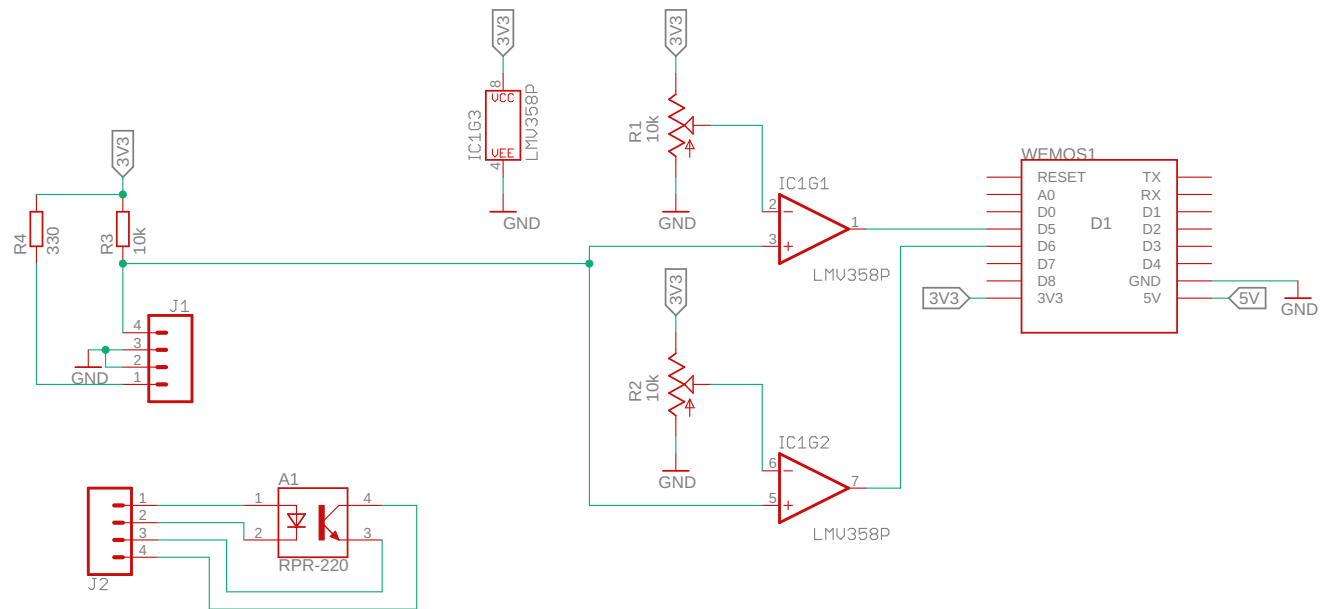 3V3
R4
330
R3
10k
J1
4
3
2
1
GND
3V3
8
VCC
IC1G3
LMV358P
VEE
4
GND
3V3
R1
10k
GND
IC1G1
2
3
1
LMV358P
3V3
R2
10k
GND
IC1G2
6
5
7
LMV358P
WEMOS1
RESET TX
A0 RX
D0 D1
D5 D2
D6 D3
D7 D4
D8 GND
3V3 5V
D1
3V3
5V
GND
1
2
3
4
J2
A1
1
2
4
3
RPR-220